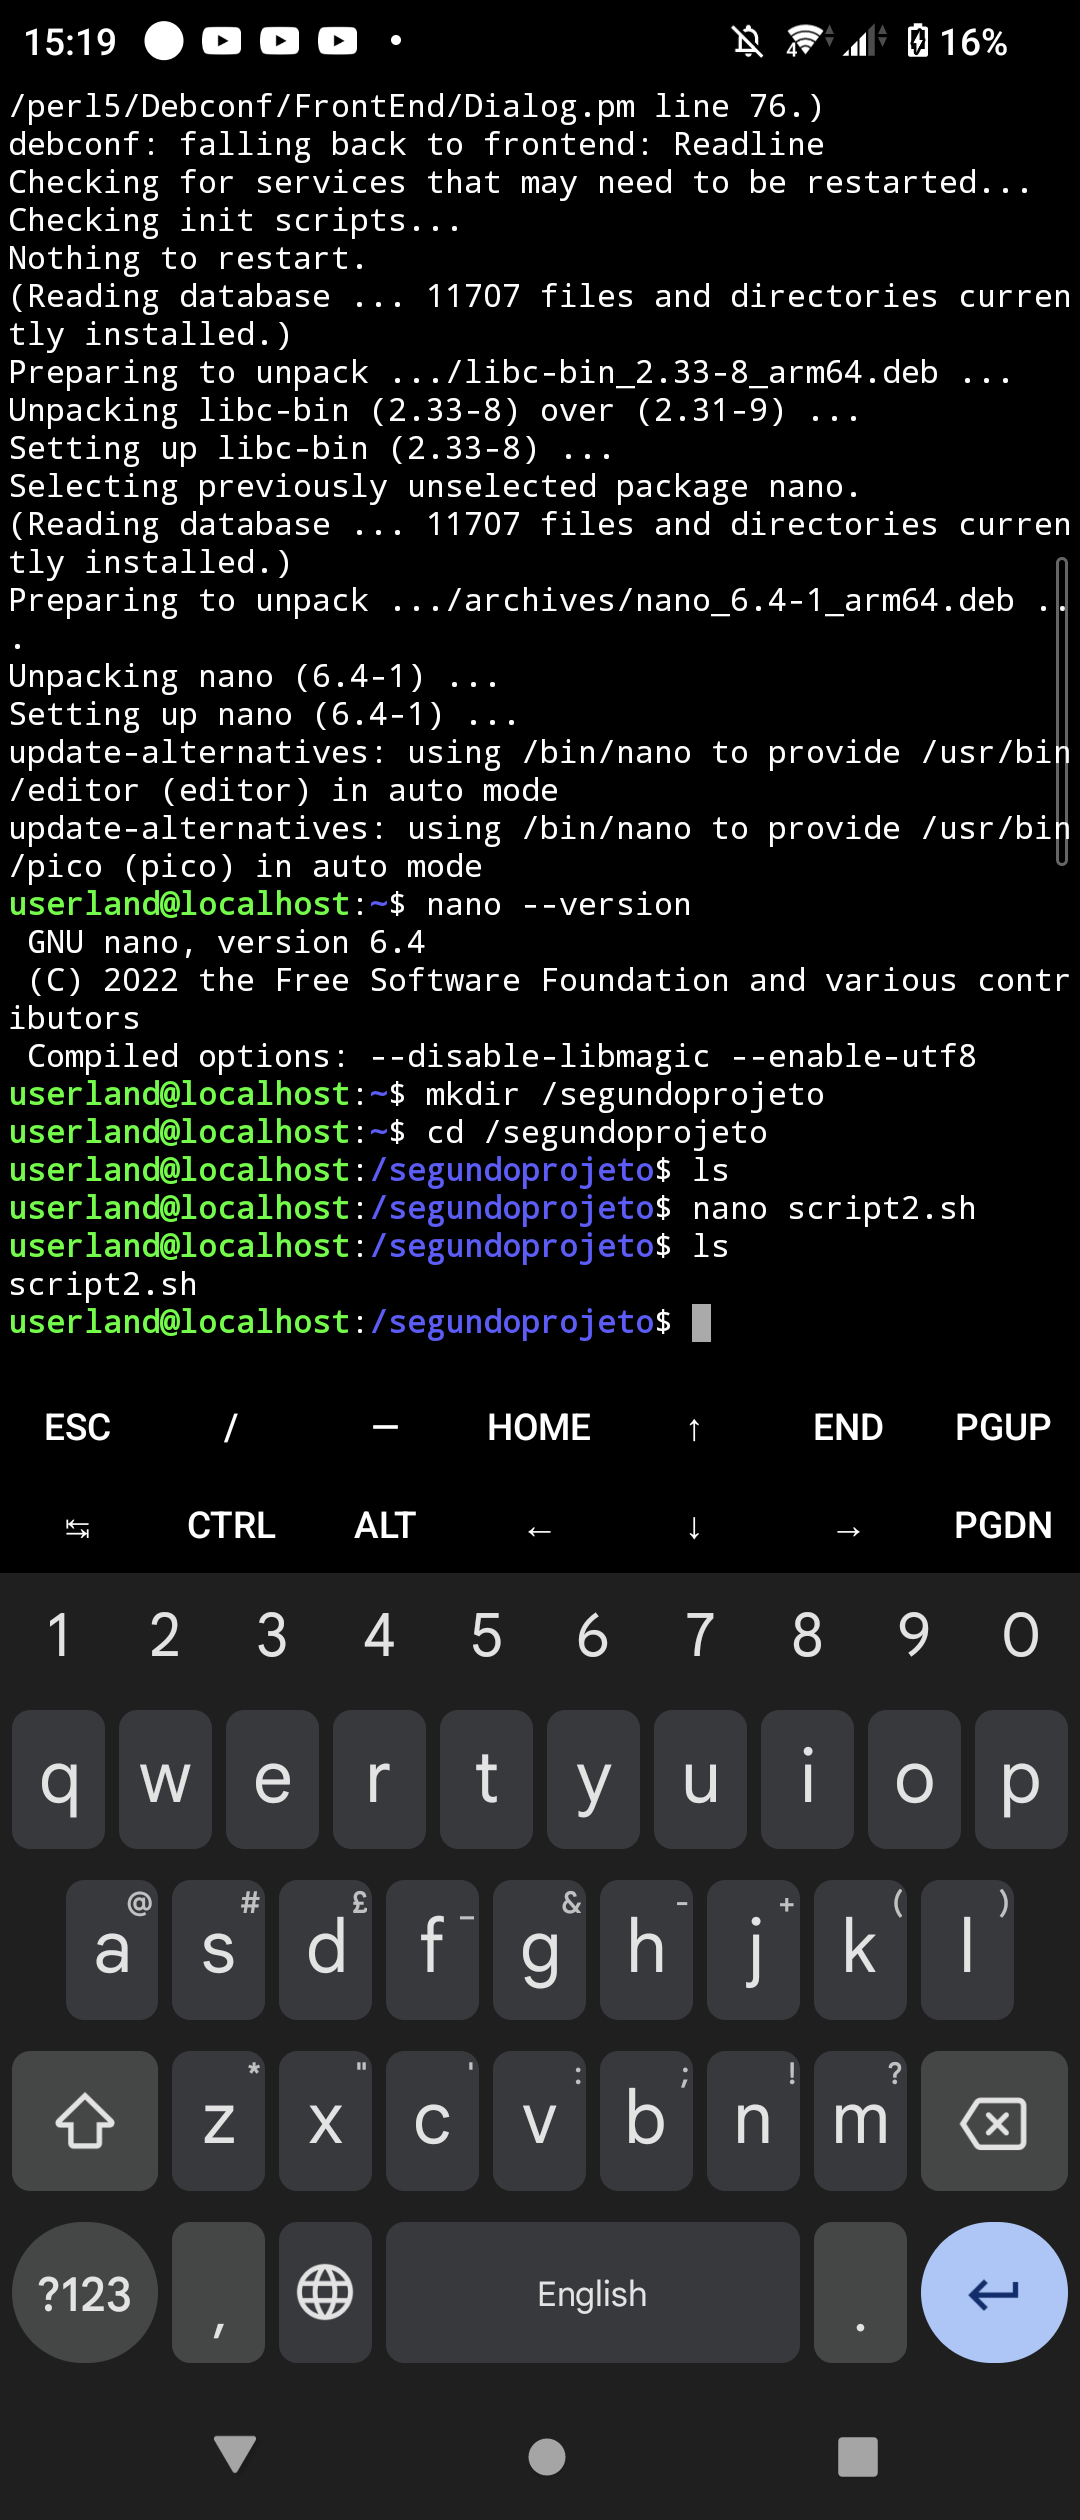 15:19 4 16%
/perl5/Debconf/FrontEnd/Dialog.pm line 76.)
debconf: falling back to frontend: Readline
Checking for services that may need to be restarted...
Checking init scripts...
Nothing to restart.
(Reading database ... 11707 files and directories curren
tly installed.)
Preparing to unpack .../libc-bin_2.33-8_arm64.deb ...
Unpacking libc-bin (2.33-8) over (2.31-9) ...
Setting up libc-bin (2.33-8) ...
Selecting previously unselected package nano.
(Reading database ... 11707 files and directories curren
tly installed.)
Preparing to unpack .../archives/nano_6.4-1_arm64.deb ..
.
Unpacking nano (6.4-1) ...
Setting up nano (6.4-1) ...
update-alternatives: using /bin/nano to provide /usr/bin
/editor (editor) in auto mode
update-alternatives: using /bin/nano to provide /usr/bin
/pico (pico) in auto mode
userland@localhost:~$ nano --version
 GNU nano, version 6.4
 (C) 2022 the Free Software Foundation and various contr
ibutors
 Compiled options: --disable-libmagic --enable-utf8
userland@localhost:~$ mkdir /segundoprojeto
userland@localhost:~$ cd /segundoprojeto
userland@localhost:/segundoprojeto$ ls
userland@localhost:/segundoprojeto$ nano script2.sh
userland@localhost:/segundoprojeto$ ls
script2.sh
userland@localhost:/segundoprojeto$
ESC / — HOME ↑ END PGUP
↹ CTRL ALT ← ↓ → PGDN
1 2 3 4 5 6 7 8 9 0
q w e r t y u i o p
@ # £ _ & - + ( )
a s d f g h j k l
* " ' : ; ! ?
z x c v b n m
?123 , English .